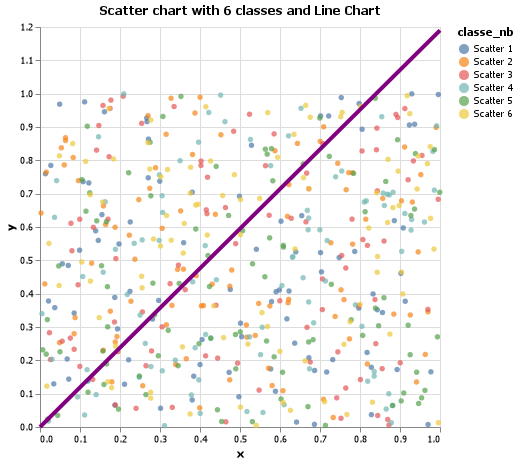 Scatter chart with 6 classes and Line Chart
classe_nb
Scatter 1
Scatter 2
Scatter 3
Scatter 4
Scatter 5
Scatter 6
1.2
1.1
1.0
0.9
0.8
0.7
0.6
0.5
0.4
0.3
0.2
0.1
0.0
y
0.0 0.1 0.2 0.3 0.4 0.5 0.6 0.7 0.8 0.9 1.0
x